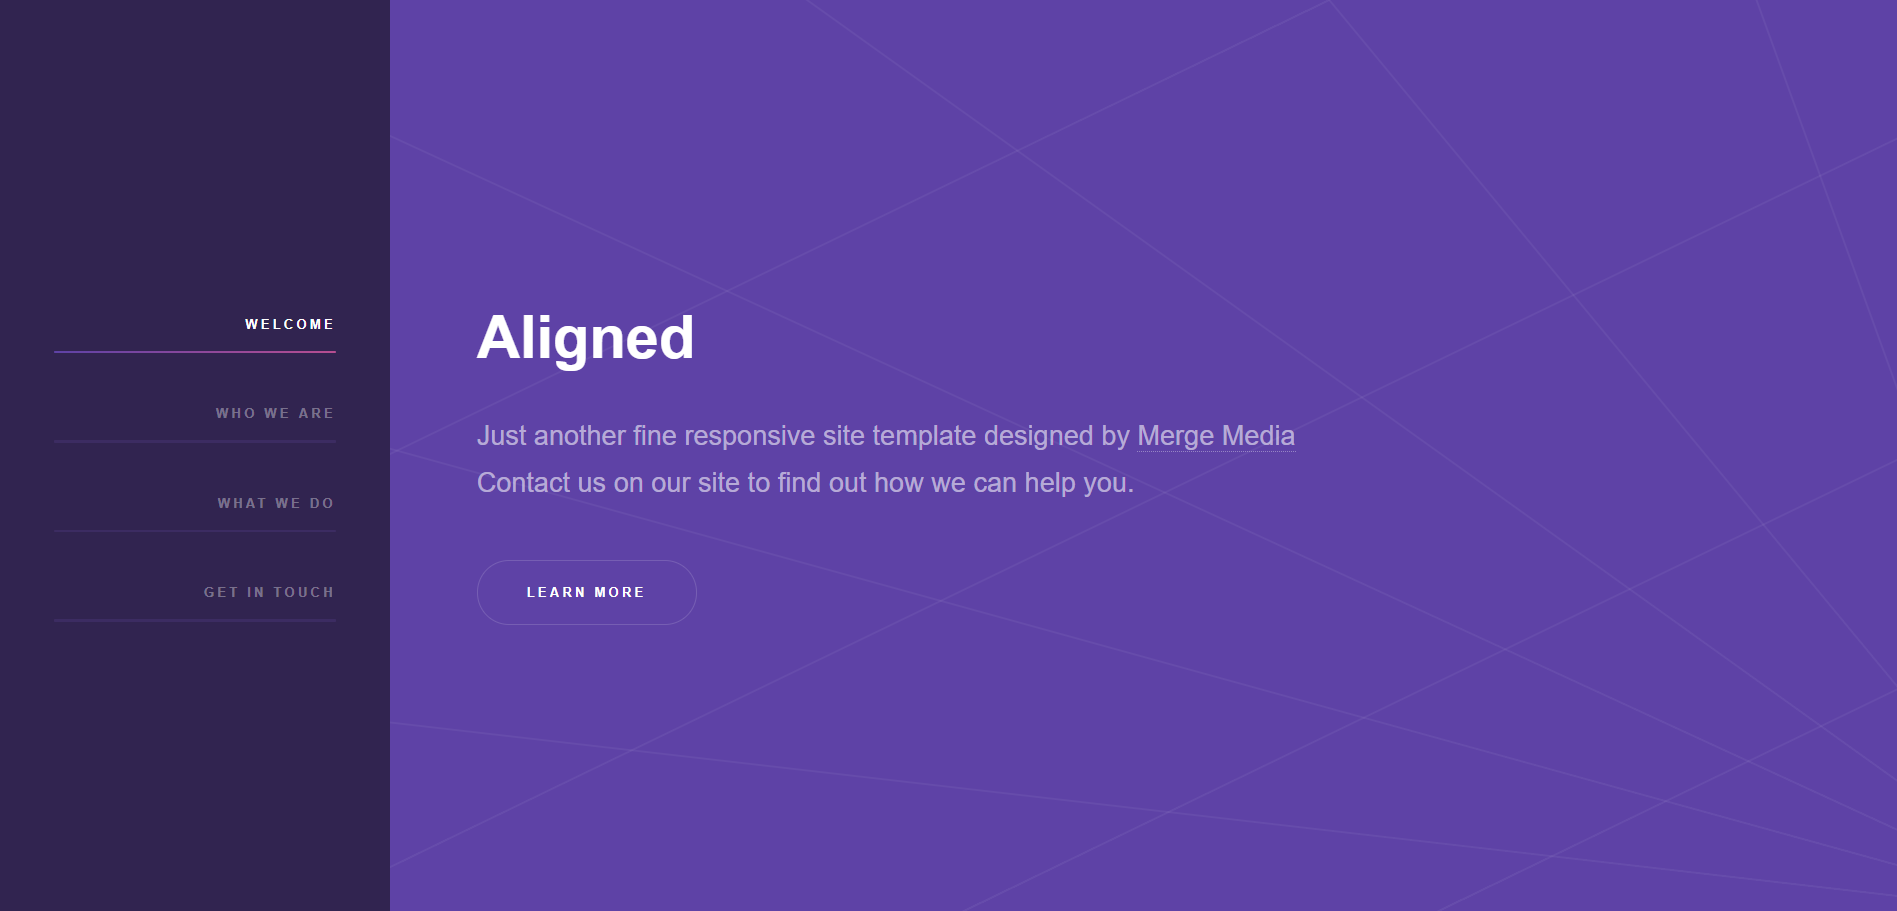 WELCOME
WHO WE ARE
WHAT WE DO
GET IN TOUCH
Aligned
Just another fine responsive site template designed by Merge Media
Contact us on our site to find out how we can help you.
LEARN MORE